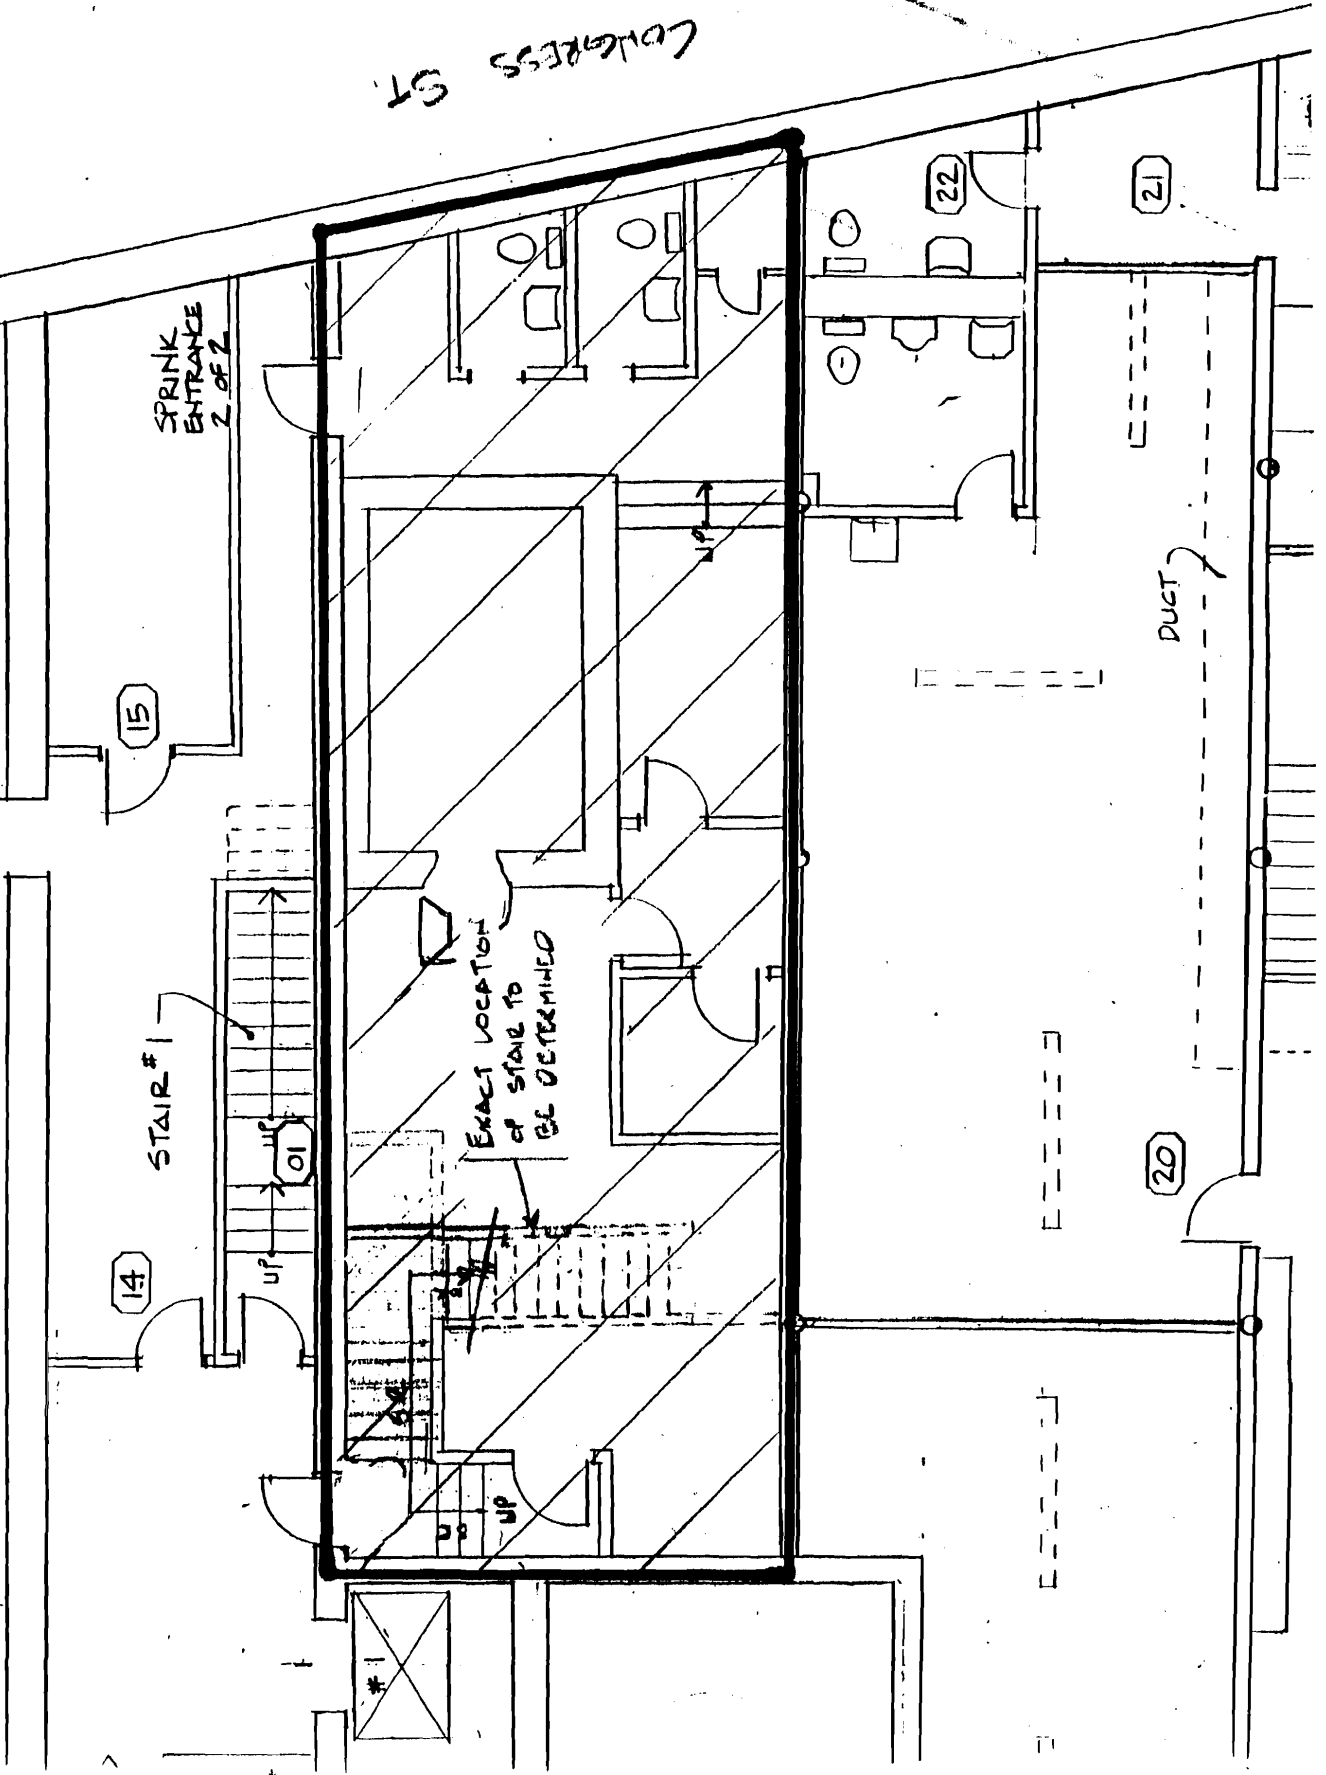 CONGRESS ST.
SPRINK
ENTRANCE
2 OF 2
22
21
15
DUCT
UP
STAIR #1
EXACT LOCATION
OF STAIR TO
BE DETERMINED
UP
01
UP
14
20
UP
#1